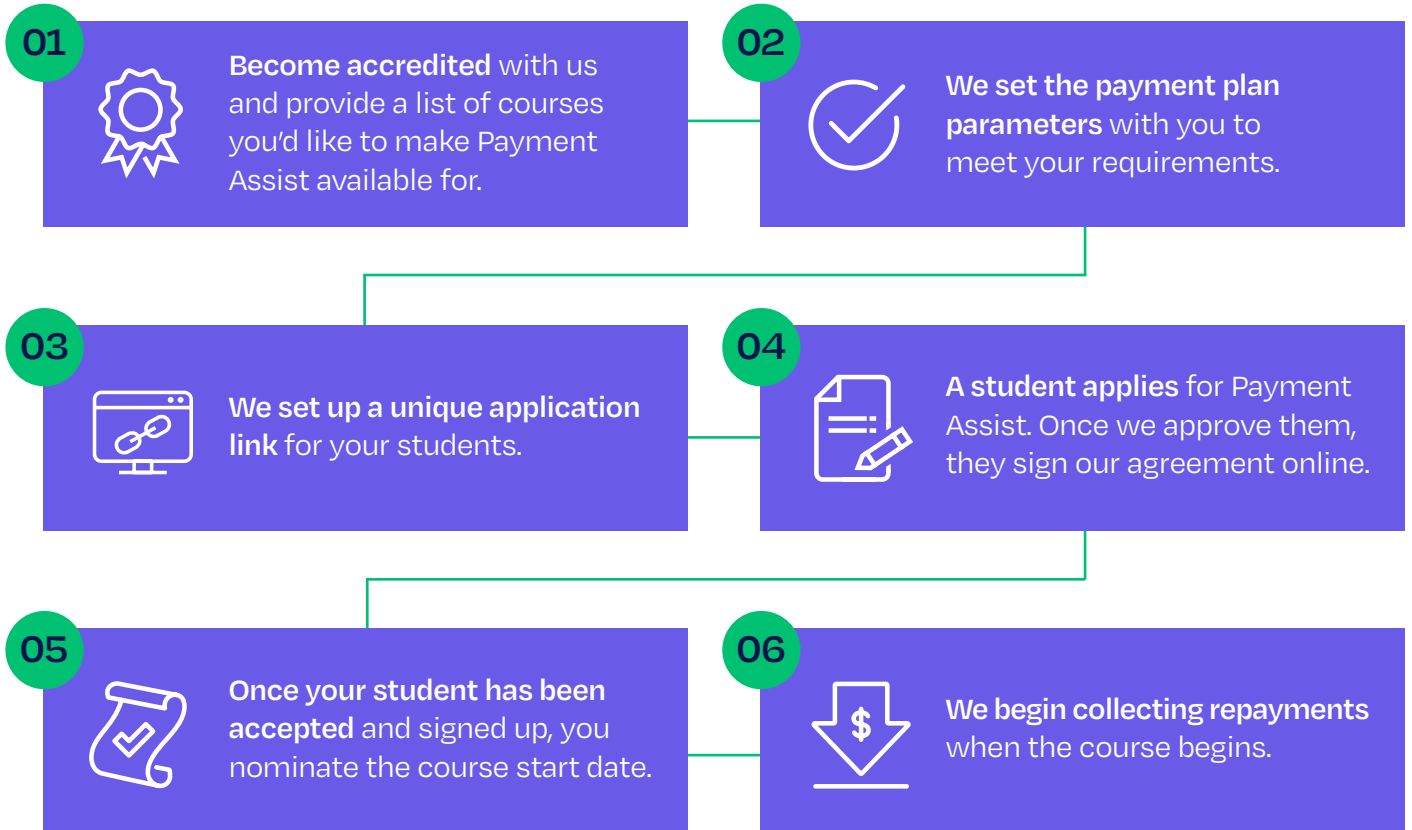 01
Become accredited with us
and provide a list of courses
you’d like to make Payment
Assist available for.
02
We set the payment plan
parameters with you to
meet your requirements.
03
We set up a unique application
link for your students.
04
A student applies for Payment
Assist. Once we approve them,
they sign our agreement online.
05
Once your student has been
accepted and signed up, you
nominate the course start date.
06
$
We begin collecting repayments
when the course begins.